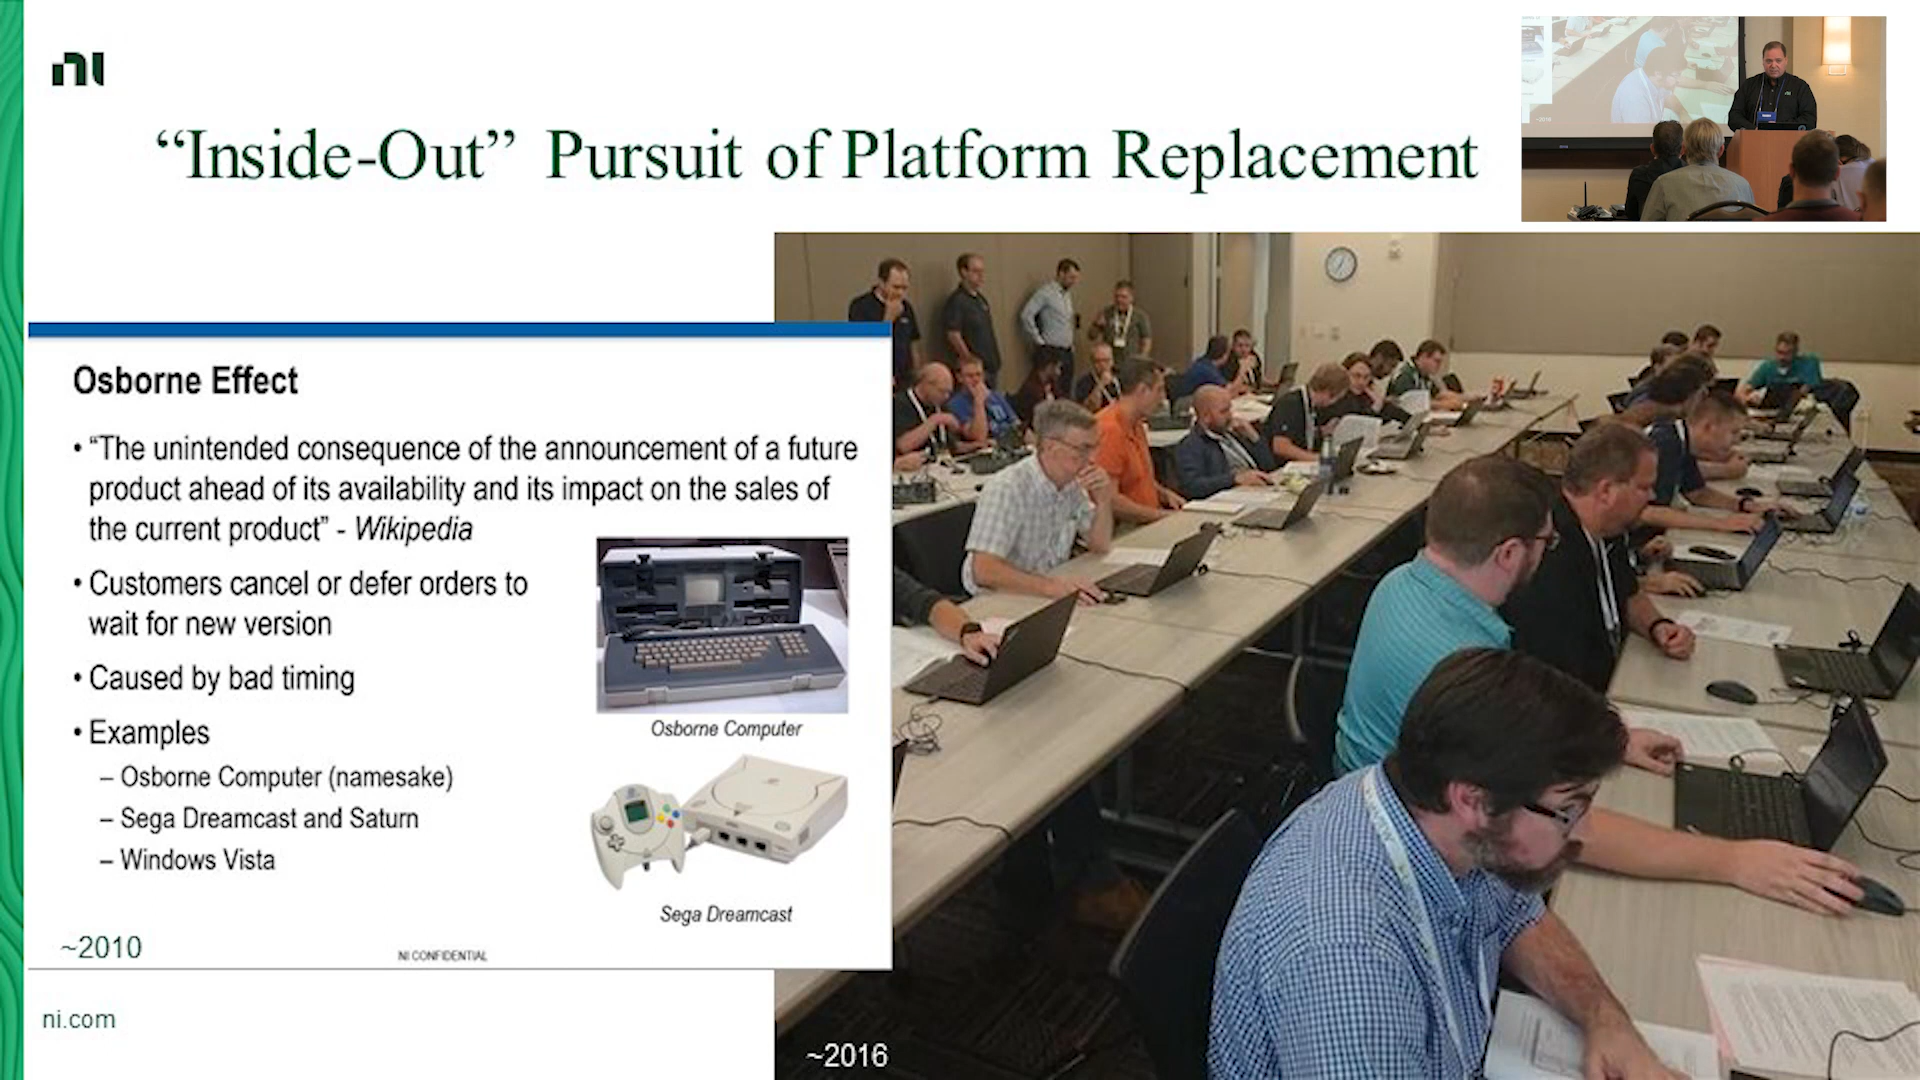 ni
“Inside-Out” Pursuit of Platform Replacement
Osborne Effect
• “The unintended consequence of the announcement of a future
product ahead of its availability and its impact on the sales of
the current product” - Wikipedia
• Customers cancel or defer orders to
wait for new version
• Caused by bad timing
• Examples
– Osborne Computer (namesake)
– Sega Dreamcast and Saturn
– Windows Vista
Osborne Computer
Sega Dreamcast
~2010
NI CONFIDENTIAL
ni.com
~2016